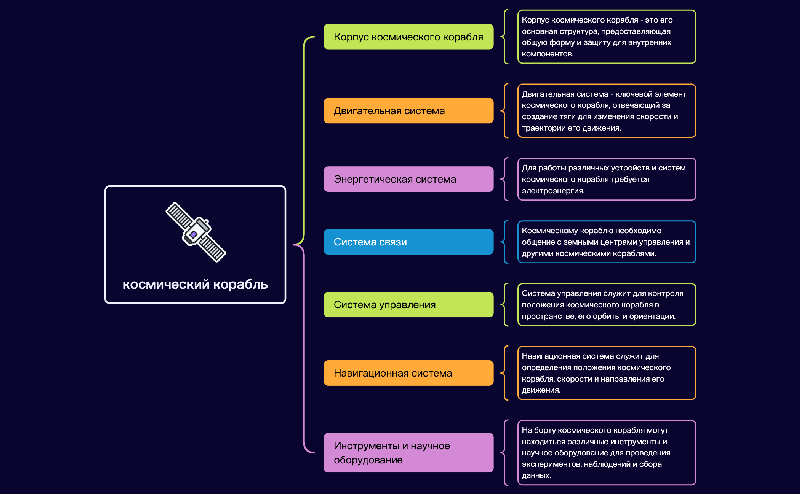 космический корабль
Корпус космического корабля
Корпус космического корабля - это его
основная структура, предоставляющая
общую форму и защиту для внутренних
компонентов.
Двигательная система
Двигательная система - ключевой элемент
космического корабля, отвечающий за
создание тяги для изменения скорости и
траектории его движения.
Энергетическая система
Для работы различных устройств и систем
космического корабля требуется
электроэнергия.
Система связи
Космическому кораблю необходимо
общение с земными центрами управления и
другими космическими кораблями.
Система управления
Система управления служит для контроля
положения космического корабля в
пространстве, его орбиты и ориентации.
Навигационная система
Навигационная система служит для
определения положения космического
корабля, скорости и направления его
движения.
Инструменты и научное
оборудование
На борту космического корабля могут
находиться различные инструменты и
научное оборудование для проведения
экспериментов, наблюдений и сбора
данных.